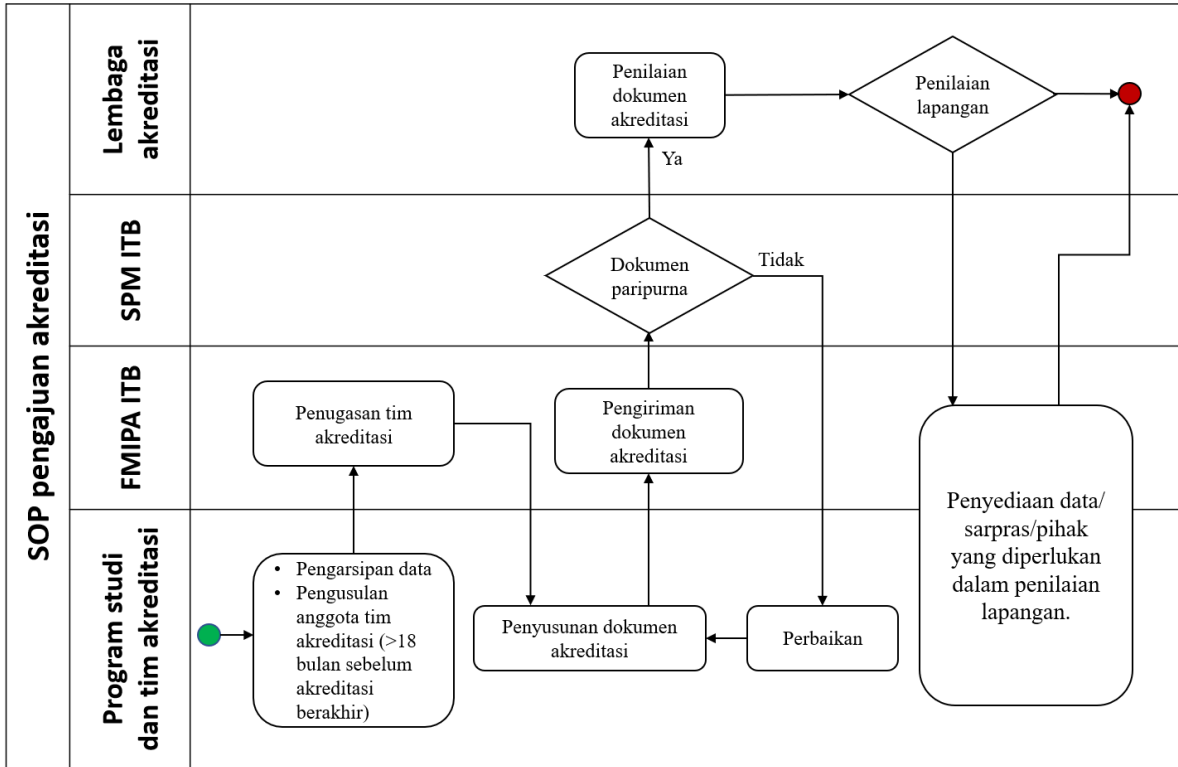 SOP pengajuan akreditasi
Lembaga
akreditasi
Penilaian
dokumen
akreditasi
Penilaian
lapangan
Ya
SPM ITB
Dokumen
paripurna
Tidak
FMIPA ITB
Penugasan tim
akreditasi
Pengiriman
dokumen
akreditasi
Program studi
dan tim akreditasi
• Pengarsipan data
• Pengusulan
anggota tim
akreditasi (>18
bulan sebelum
akreditasi
berakhir)
Penyusunan dokumen
akreditasi
Perbaikan
Penyediaan data/
sarpras/pihak
yang diperlukan
dalam penilaian
lapangan.